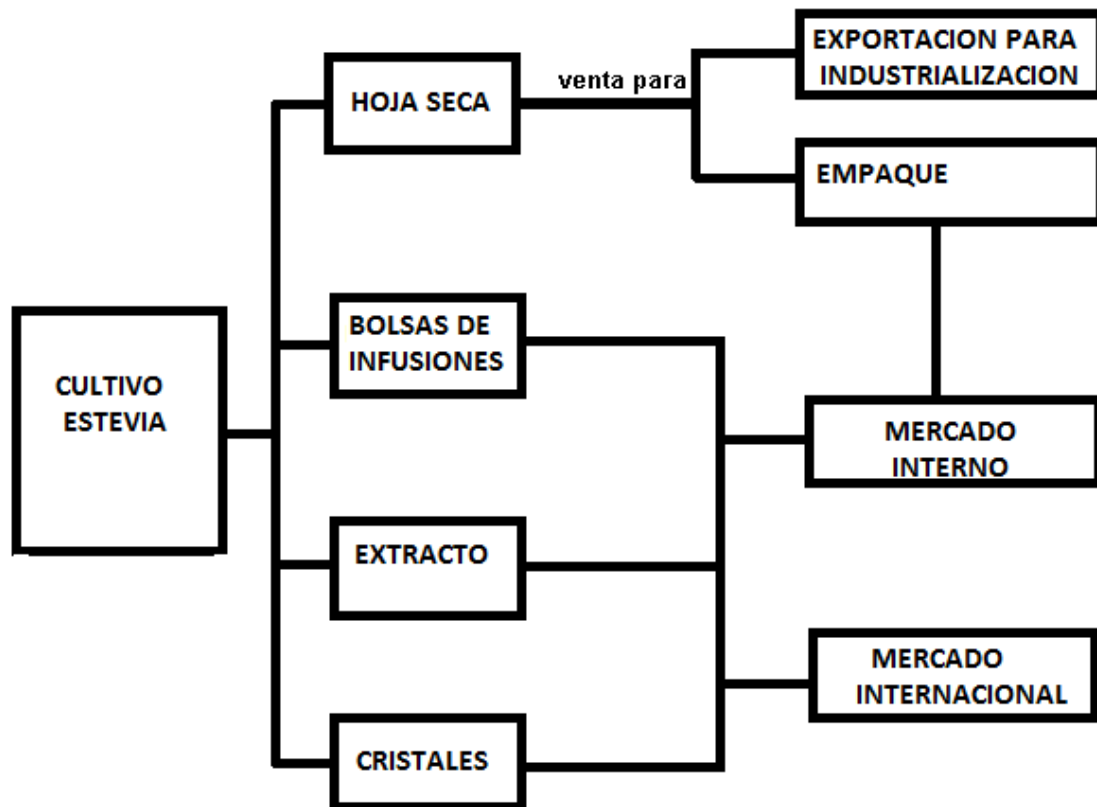 EXPORTACION PARA
INDUSTRIALIZACION
HOJA SECA
venta para
EMPAQUE
BOLSAS DE
INFUSIONES
CULTIVO
ESTEVIA
MERCADO
INTERNO
EXTRACTO
MERCADO
INTERNACIONAL
CRISTALES